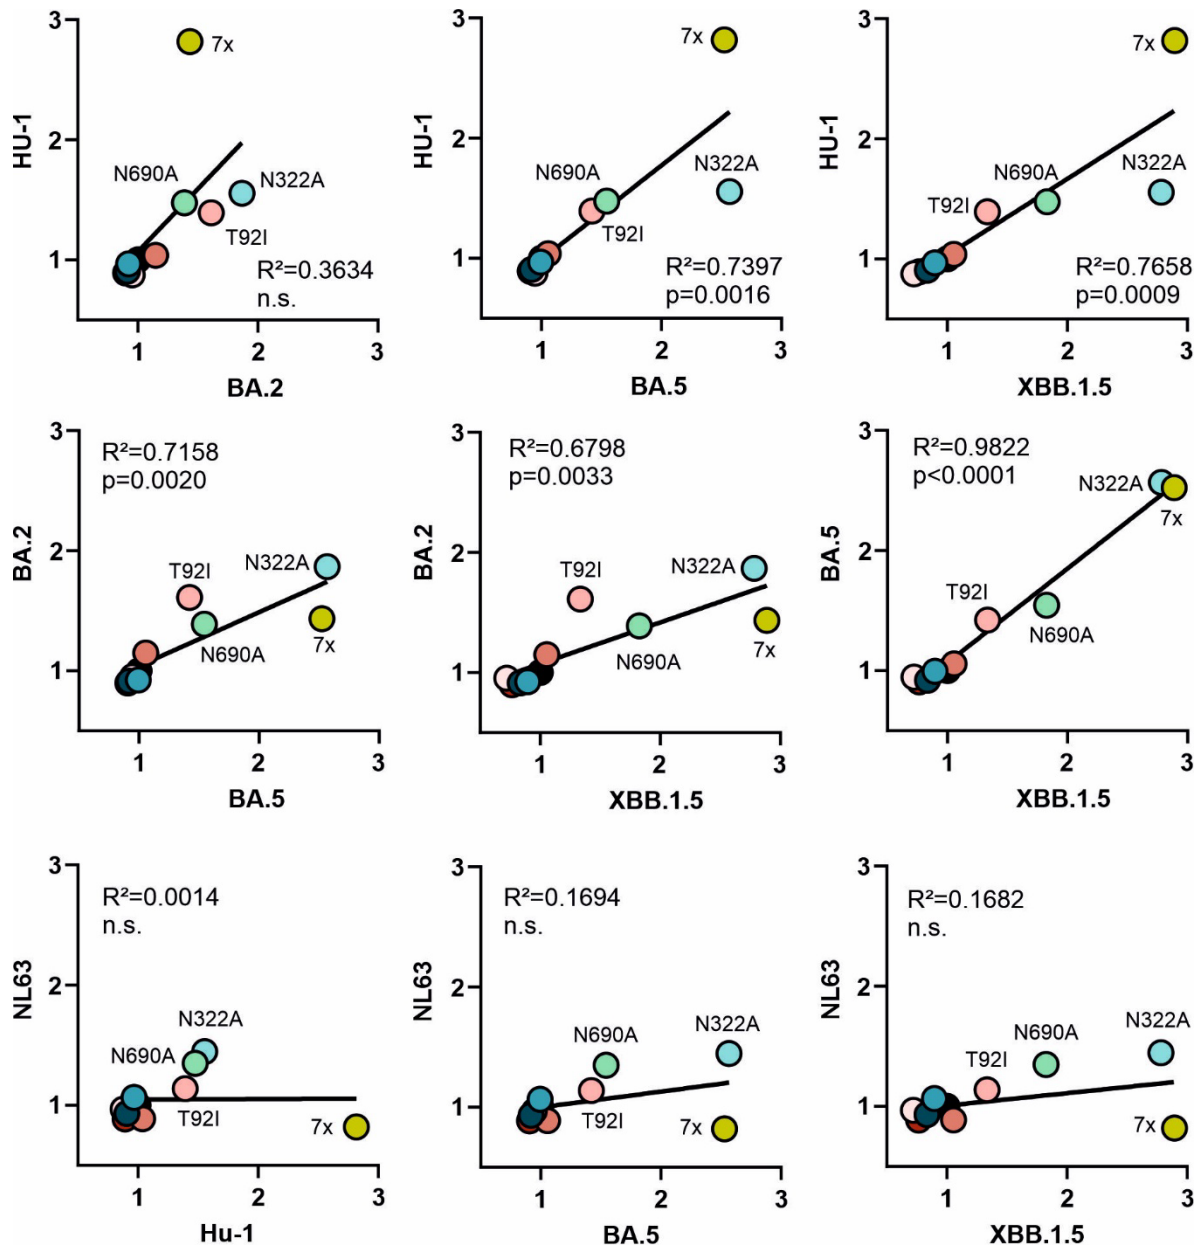 3
2
1
HU-1
7x
N690A
N322A
T92I
R²=0.3634
n.s.
1
2
3
BA.2
3
2
1
HU-1
7x
N690A
N322A
T92I
R²=0.7397
p=0.0016
1
2
3
BA.5
3
2
1
HU-1
7x
N690A
N322A
T92I
R²=0.7658
p=0.0009
1
2
3
XBB.1.5
3
2
1
BA.2
R²=0.7158
p=0.0020
T92I
N322A
N690A
7x
1
2
3
BA.5
3
2
1
BA.2
R²=0.6798
p=0.0033
T92I
N322A
N690A
7x
1
2
3
XBB.1.5
3
2
1
BA.5
R²=0.9822
p<0.0001
N322A
7x
T92I
N690A
1
2
3
XBB.1.5
3
2
1
NL63
R²=0.0014
n.s.
N322A
N690A
T92I
7x
1
2
3
Hu-1
3
2
1
NL63
R²=0.1694
n.s.
N690A
N322A
T92I
7x
1
2
3
BA.5
3
2
1
NL63
R²=0.1682
n.s.
N690A
N322A
T92I
7x
1
2
3
XBB.1.5